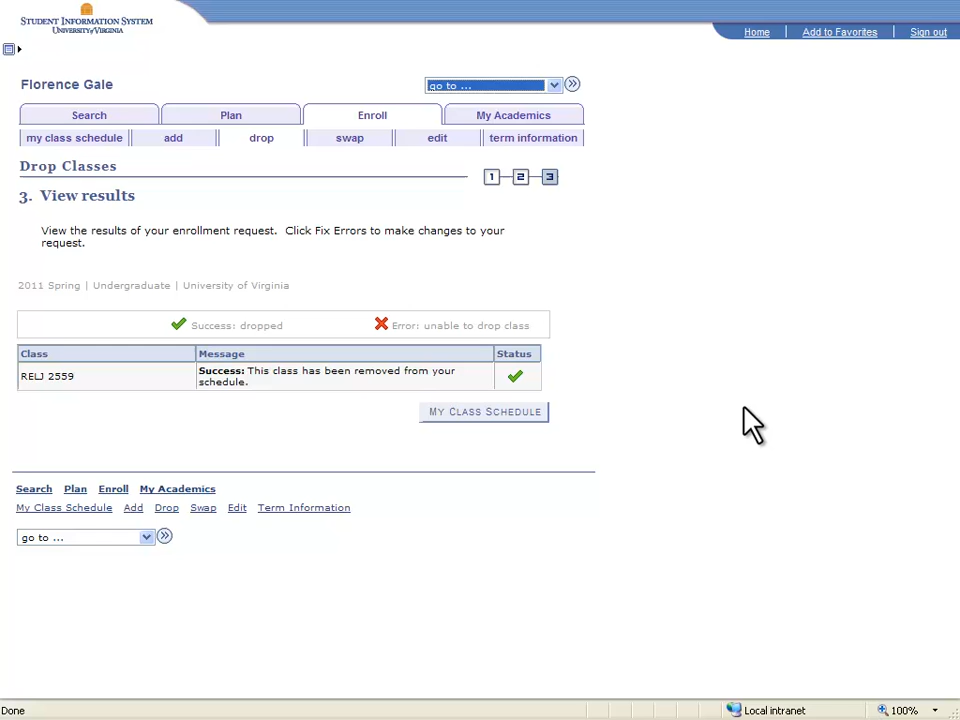 STUDENT INFORMATION SYSTEM
UNIVERSITY OF VIRGINIA
Home
Add to Favorites
Sign out
Florence Gale
go to ...
Search
Plan
Enroll
My Academics
my class schedule
add
drop
swap
edit
term information
Drop Classes
1
2
3
3. View results
View the results of your enrollment request. Click Fix Errors to make changes to your
request.
2011 Spring | Undergraduate | University of Virginia
Success: dropped
Error: unable to drop class
Class
Message
Status
RELJ 2559
Success: This class has been removed from your
schedule.
MY CLASS SCHEDULE
Search Plan Enroll My Academics
My Class Schedule Add Drop Swap Edit Term Information
go to ...
Done
Local intranet
100%